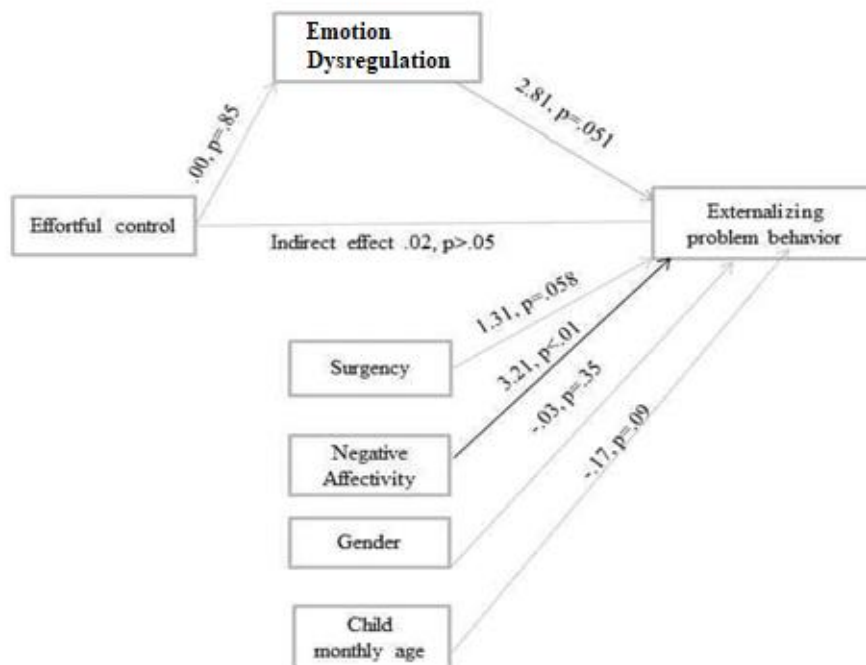 Emotion
Dysregulation
.00, p=.85
2.81, p=.051
Effortful control
Externalizing
problem behavior
Indirect effect .02, p>.05
1.31, p=.058
Surgency
3.21, p<.01
-.03, p=.35
Negative
Affectivity
-.17, p=.09
Gender
Child
monthly age